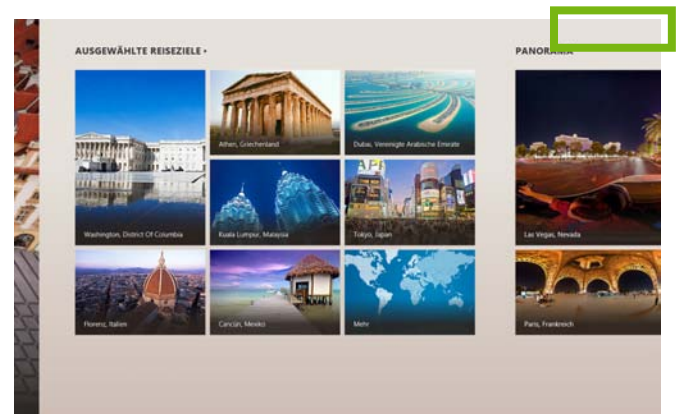 AUSGEWÄHLTE REISEZIELE
PANORAMA
Washington, District Of Columbia
Athen, Griechenland
Dubai, Vereinigte Arabische Emirate
Kuala Lumpur, Malaysia
Tokyo, Japan
Florenz, Italien
Cancún, Mexiko
Mehr
Las Vegas, Nevada
Paris, Frankreich